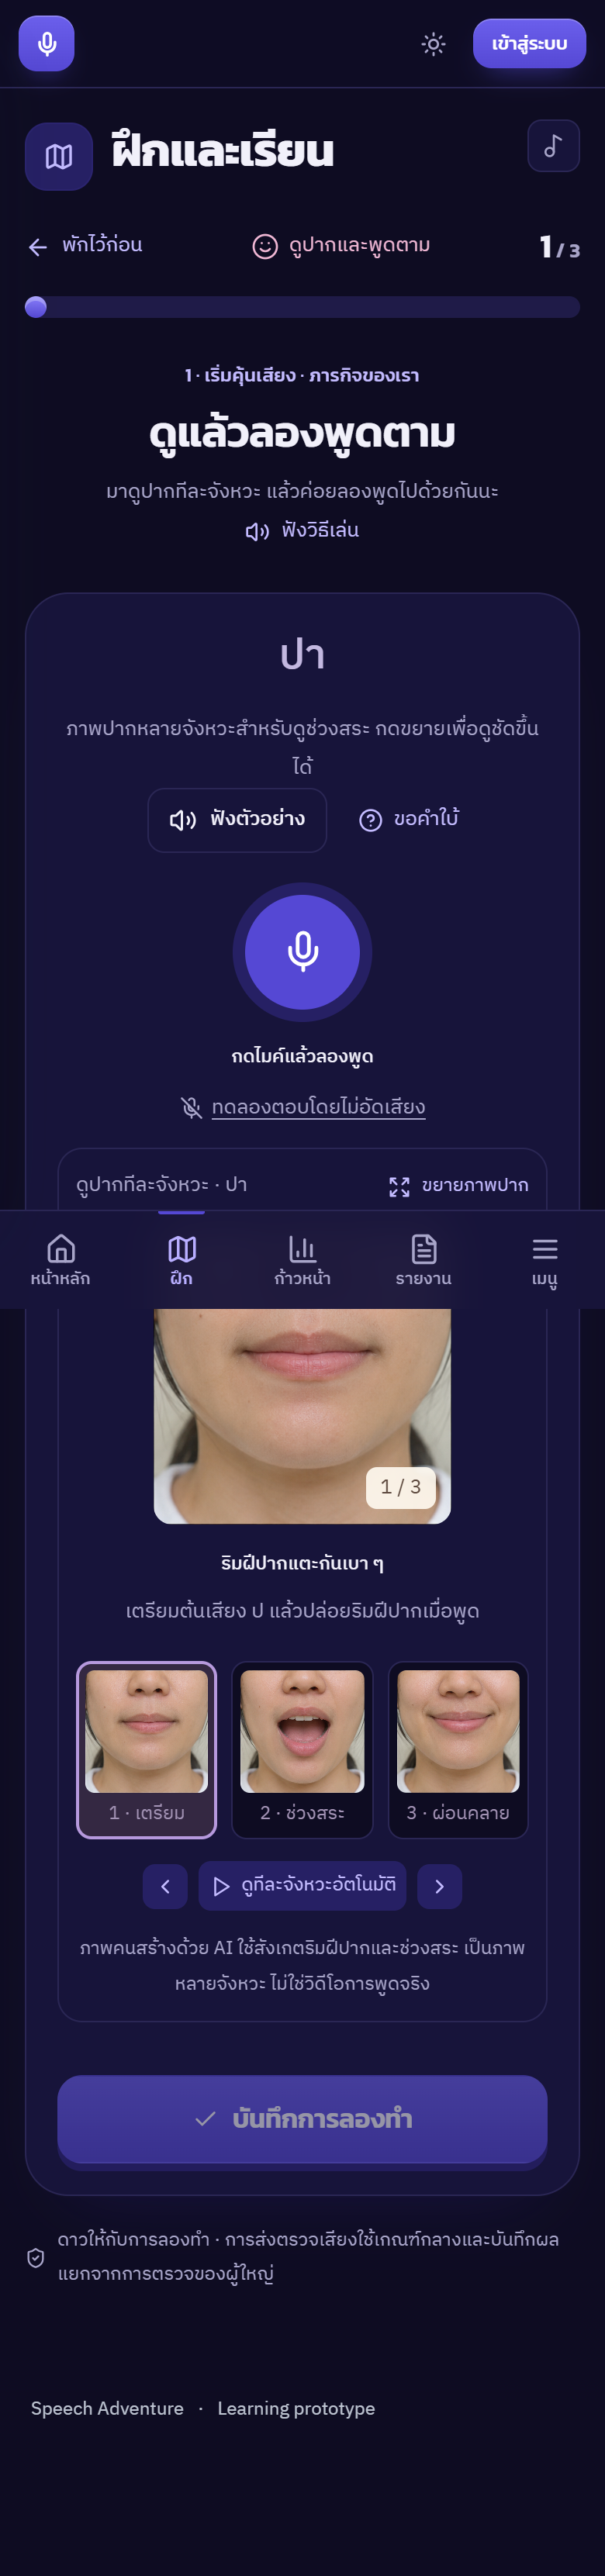 เข้าสู่ระบบ
ฝึกและเรียน
พักไว้ก่อน
ดูปากและพูดตาม
1 / 3
1 · เริ่มคุ้นเสียง · ภารกิจของเรา
ดูแล้วลองพูดตาม
มาดูปากทีละจังหวะ แล้วค่อยลองพูดไปด้วยกันนะ
ฟังวิธีเล่น
ปา
ภาพปากหลายจังหวะสำหรับดูช่วงสระ กดขยายเพื่อดูชัดขึ้น
ได้
ฟังตัวอย่าง
ขอคำใบ้
กดไมค์แล้วลองพูด
ทดลองตอบโดยไม่อัดเสียง
ดูปากทีละจังหวะ · ปา
ขยายภาพปาก
หน้าหลัก
ฝึก
ก้าวหน้า
รายงาน
เมนู
1 / 3
ริมฝีปากแตะกันเบา ๆ
เตรียมต้นเสียง ป แล้วปล่อยริมฝีปากเมื่อพูด
1 · เตรียม
2 · ช่วงสระ
3 · ผ่อนคลาย
ดูทีละจังหวะอัตโนมัติ
ภาพคนสร้างด้วย AI ใช้สังเกตริมฝีปากและช่วงสระ เป็นภาพ
หลายจังหวะ ไม่ใช่วิดีโอการพูดจริง
บันทึกการลองทำ
ดาวให้กับการลองทำ · การส่งตรวจเสียงใช้เกณฑ์กลางและบันทึกผล
แยกจากการตรวจของผู้ใหญ่
Speech Adventure · Learning prototype